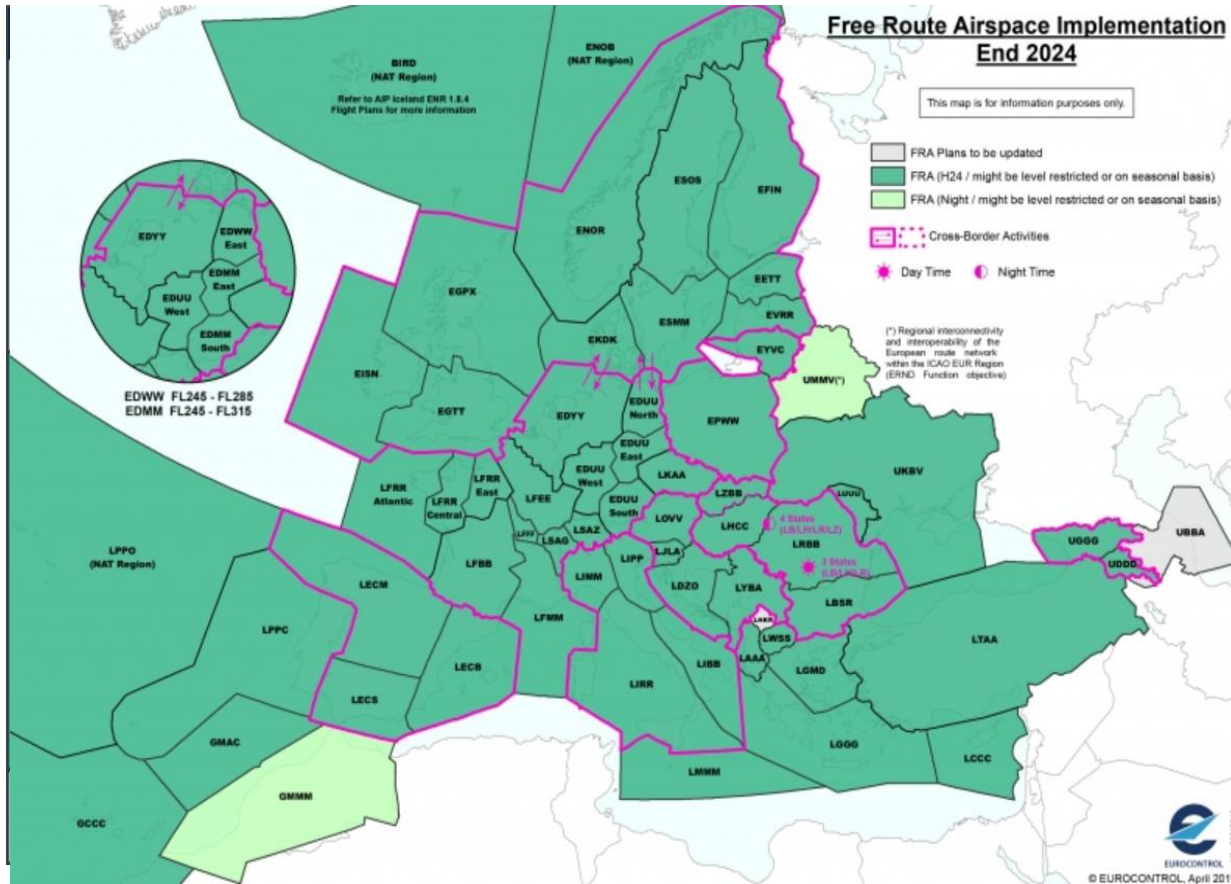 Free Route Airspace Implementation
End 2024
This map is for information purposes only.
FRA Plans to be updated
FRA (H24 / might be level restricted or on seasonal basis)
FRA (Night / might be level restricted or on seasonal basis)
Cross-Border Activities
Day Time
Night Time
(*) Regional interconnectivity
and interoperability of the
European route network
within the ICAO EUR Region
(ERND Function objective)
BIRD
(NAT Region)
Refer to AIP Iceland ENR 1.8.4
Flight Plans for more information
ENOB
(NAT Region)
EDYY
EDWW
East
EDMM
East
EDUU
West
EDMM
South
EDWW FL245 - FL285
EDMM FL245 - FL315
ESOS
EFIN
ENOR
EGPX
EETT
ESMM
EVRR
EKDK
EYVC
EISN
UMMV(*)
EGTT
EDYY
EDUU
North
EPWW
EDUU
East
UKBV
LFRR
Atlantic
LFRR
East
LFRR
Central
LFEE
EDUU
West
LKAA
EDUU
South
LZBB
LUUU
LOVV
LHCC
4 States
(LB/LH/LR/LZ)
LPPO
(NAT Region)
LFFF
LSAG
LSAZ
LRBB
UGGG
UBBA
LFBB
LIMM
LIPP
LJLA
3 States
UDDD
LECM
LDZO
LYBA
LBSR
LPPC
LFMM
LWSS
LTAA
LECB
LIRR
LIBB
LAAA
LGMD
LECS
GMAC
LGGG
LCCC
LMMM
GMMM
GCCC
EUROCONTROL
© EUROCONTROL, April